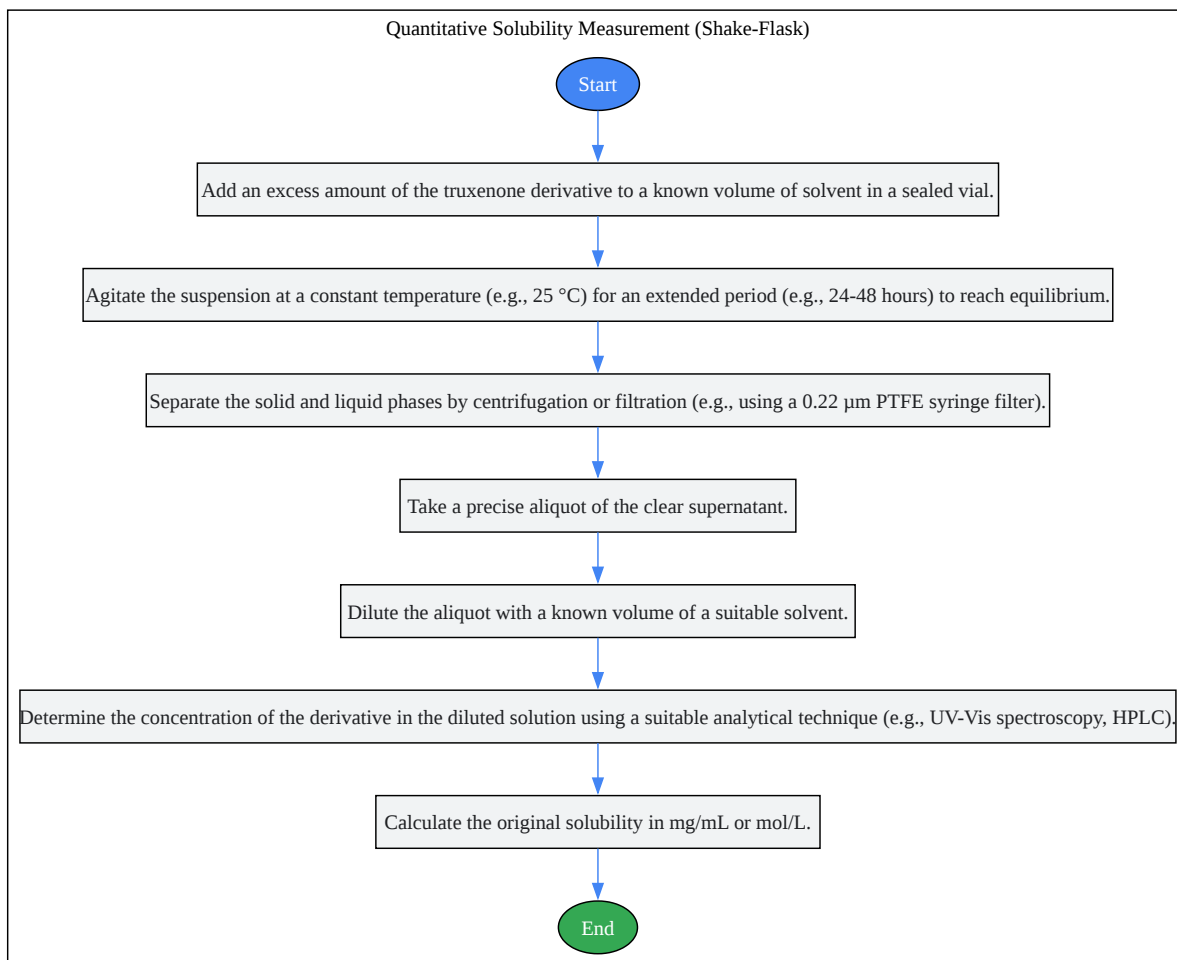 Quantitative Solubility Measurement (Shake-Flask)
Start
Add an excess amount of the truxenone derivative to a known volume of solvent in a sealed vial.
Agitate the suspension at a constant temperature (e.g., 25 °C) for an extended period (e.g., 24-48 hours) to reach equilibrium.
Separate the solid and liquid phases by centrifugation or filtration (e.g., using a 0.22 µm PTFE syringe filter).
Take a precise aliquot of the clear supernatant.
Dilute the aliquot with a known volume of a suitable solvent.
Determine the concentration of the derivative in the diluted solution using a suitable analytical technique (e.g., UV-Vis spectroscopy, HPLC).
Calculate the original solubility in mg/mL or mol/L.
End